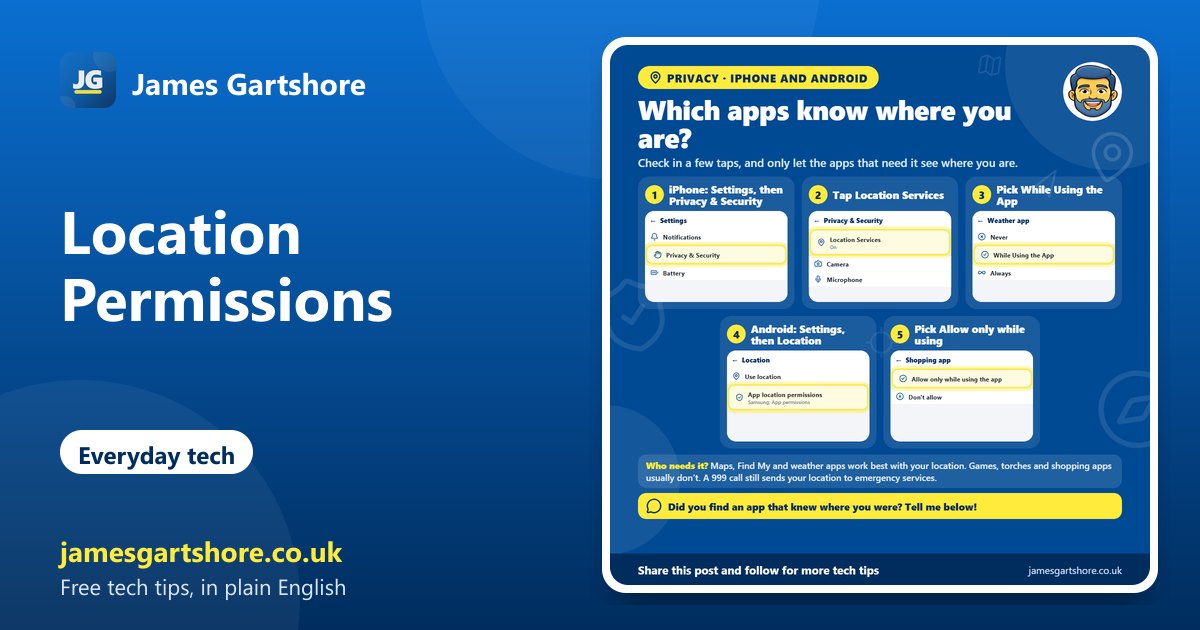 JG
James Gartshore
Location
Permissions
Everyday tech
jamesgartshore.co.uk
Free tech tips, in plain English
PRIVACY · IPHONE AND ANDROID
Which apps know where you
are?
Check in a few taps, and only let the apps that need it see where you are.
1
iPhone: Settings, then
Privacy & Security
← Settings
Notifications
Privacy & Security
Battery
2
Tap Location Services
← Privacy & Security
Location Services
On
Camera
Microphone
3
Pick While Using the
App
← Weather app
Never
While Using the App
Always
4
Android: Settings,
then Location
← Location
Use location
App location permissions
Samsung: App permissions
5
Pick Allow only while
using
← Shopping app
Allow only while using the app
Don't allow
Who needs it? Maps, Find My and weather apps work best with your location. Games, torches and shopping apps
usually don't. A 999 call still sends your location to emergency services.
Did you find an app that knew where you were? Tell me below!
Share this post and follow for more tech tips
jamesgartshore.co.uk